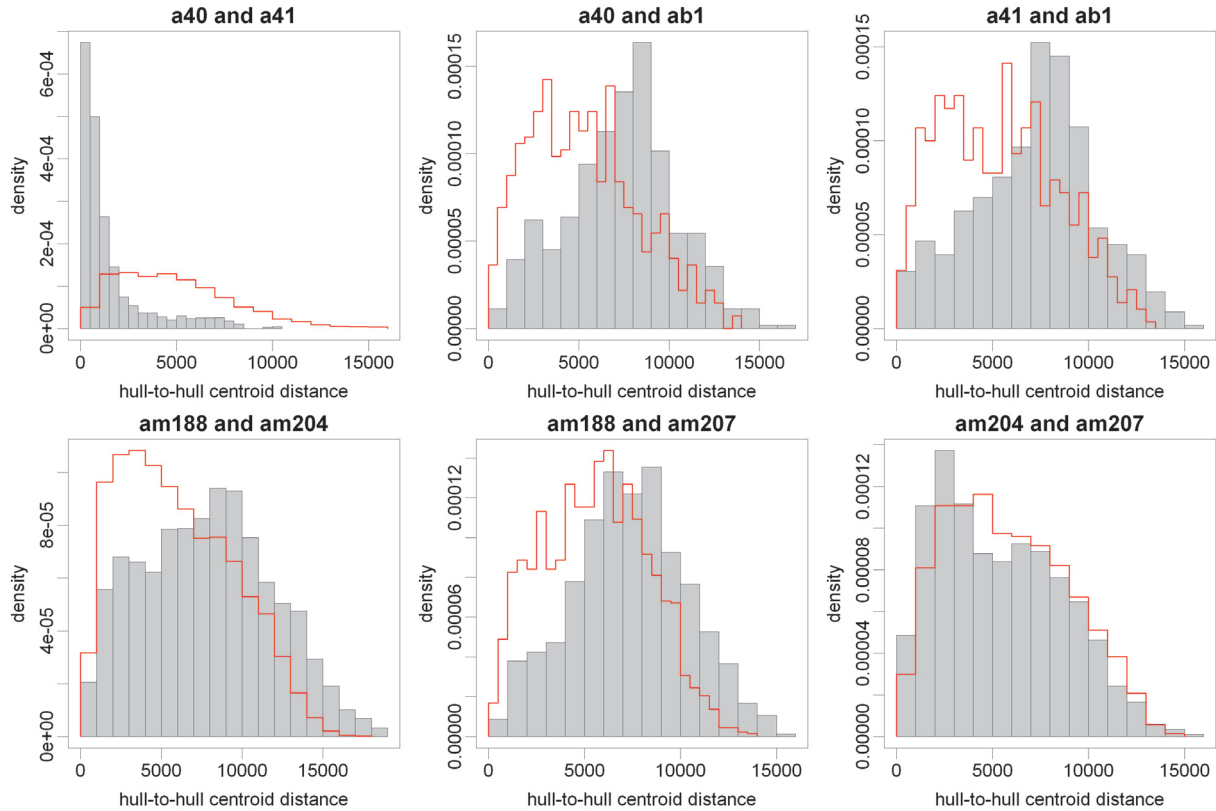 a40 and a41
density
0e+00 2e-04 4e-04 6e-04
0 5000 10000 15000
hull-to-hull centroid distance
a40 and ab1
density
0.00000 0.00005 0.00010 0.00015
0 5000 10000 15000
hull-to-hull centroid distance
a41 and ab1
density
0.00000 0.00005 0.00010 0.00015
0 5000 10000 15000
hull-to-hull centroid distance
am188 and am204
density
0e+00 4e-05 8e-05
0 5000 10000 15000
hull-to-hull centroid distance
am188 and am207
density
0.00000 0.00006 0.00012
0 5000 10000 15000
hull-to-hull centroid distance
am204 and am207
density
0.00000 0.00004 0.00008 0.00012
0 5000 10000 15000
hull-to-hull centroid distance